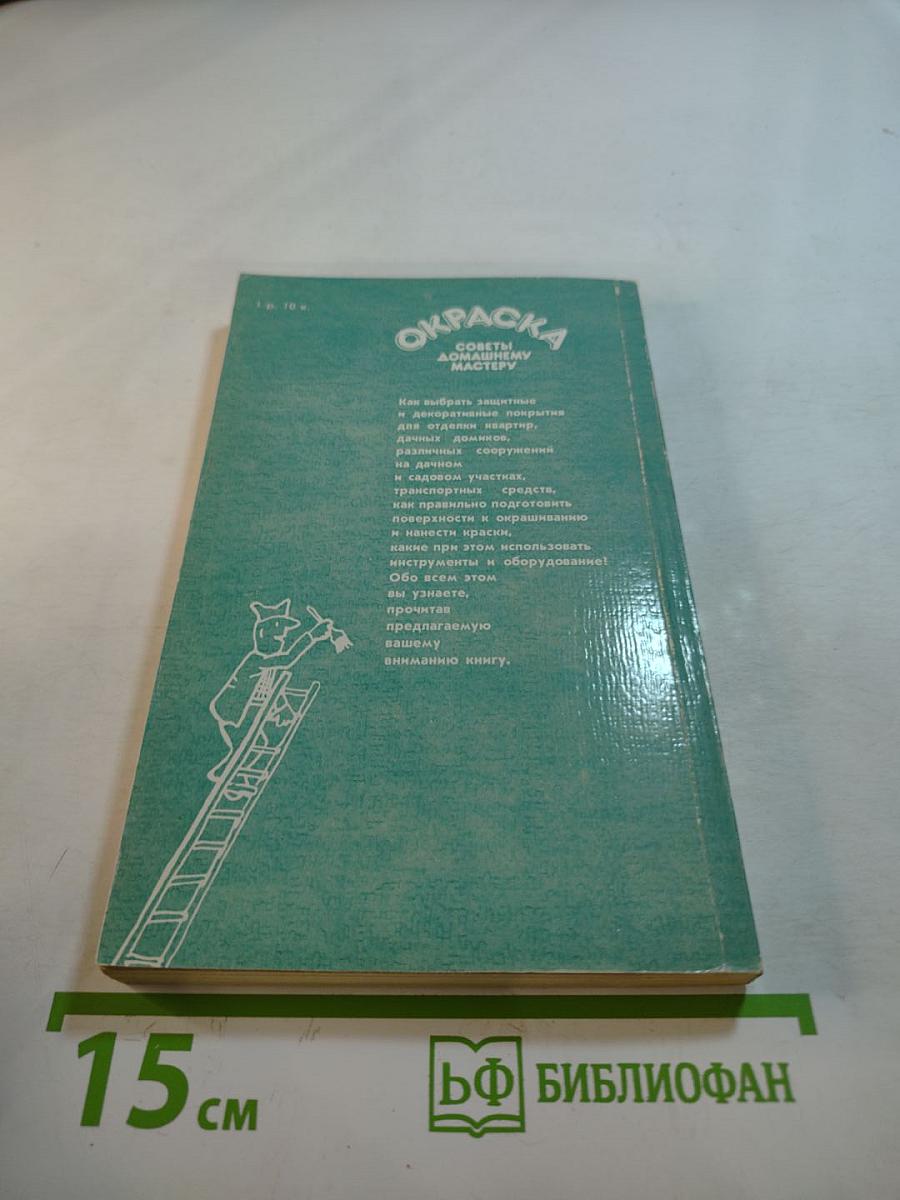 1 р. 10 к.
ОКРАСКА
СОВЕТЫ
ДОМАШНЕМУ
МАСТЕРУ
Как выбрать защитные
и декоративные покрытия
для отделки квартир,
дачных домиков,
различных сооружений
на дачном
и садовом участках,
транспортных средств,
как правильно подготовить
поверхности к окрашиванию
и нанести краски,
какие при этом использовать
инструменты и оборудование?
Обо всем этом
вы узнаете,
прочитав
предлагаемую
вашему
вниманию книгу.
15 см
БФ БИБЛИОФАН